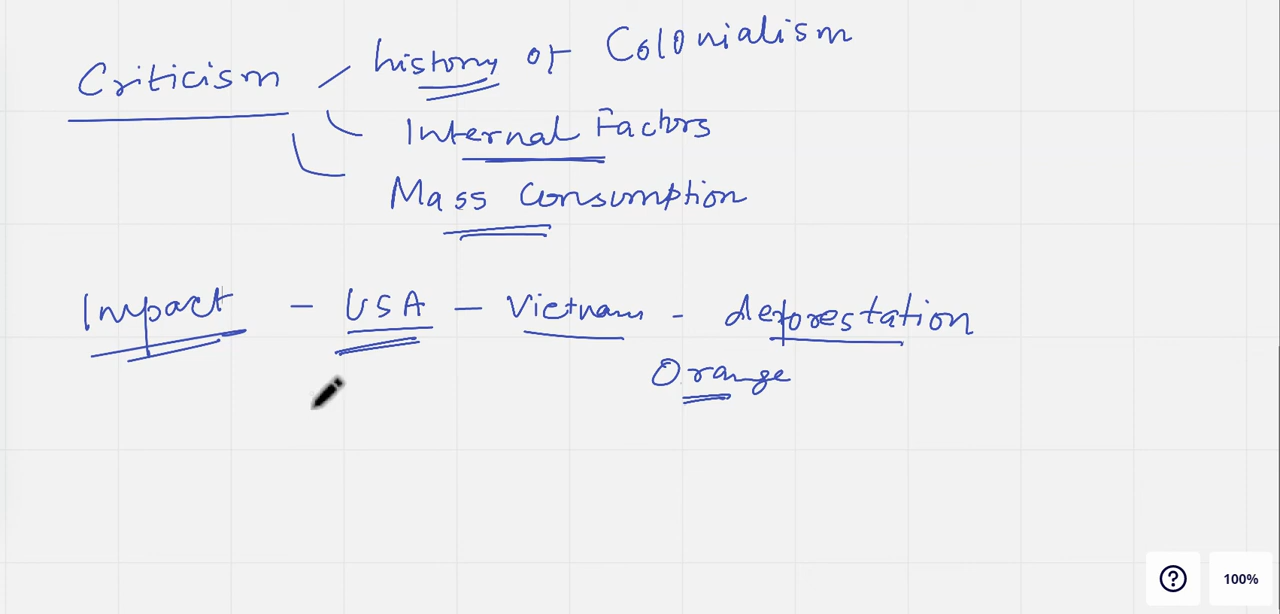 Criticism / history of Colonialism
Internal Factors
Mass Consumption
Impact - USA - Vietnam - deforestation
Orange
100%